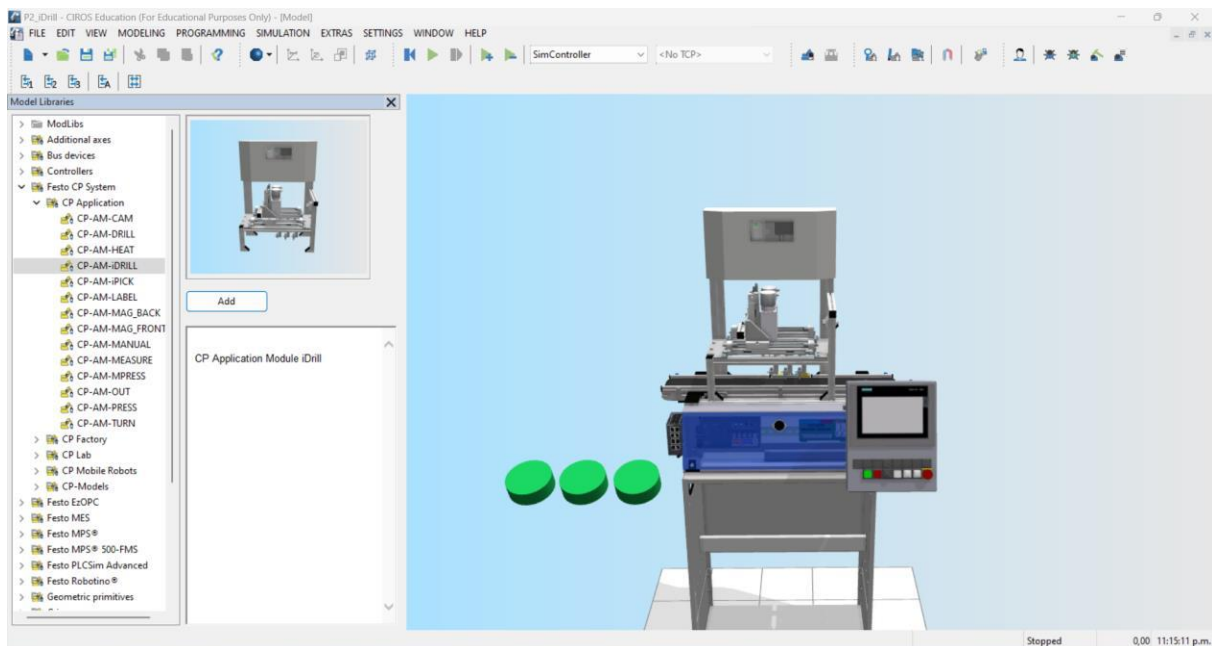 P2_iDrill - CIROS Education (For Educational Purposes Only) - [Model]
FILE EDIT VIEW MODELING PROGRAMMING SIMULATION EXTRAS SETTINGS WINDOW HELP
SimController
<No TCP>
Model Libraries
ModLibs
Additional axes
Bus devices
Controllers
Festo CP System
CP Application
CP-AM-CAM
CP-AM-DRILL
CP-AM-HEAT
CP-AM-iDRILL
CP-AM-iPICK
CP-AM-LABEL
CP-AM-MAG_BACK
CP-AM-MAG_FRONT
CP-AM-MANUAL
CP-AM-MEASURE
CP-AM-MPRESS
CP-AM-OUT
CP-AM-PRESS
CP-AM-TURN
CP Factory
CP Lab
CP Mobile Robots
CP-Models
Festo EzOPC
Festo MES
Festo MPS®
Festo MPS® 500-FMS
Festo PLCSim Advanced
Festo Robotino®
Geometric primitives
Add
CP Application Module iDrill
Stopped 0,00 11:15:11 p.m.